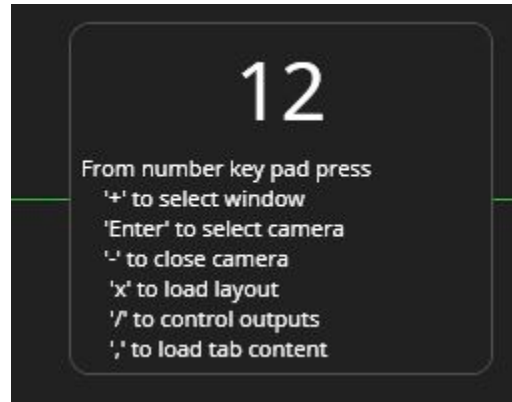 12
From number key pad press
'+' to select window
'Enter' to select camera
'-' to close camera
'x' to load layout
'/' to control outputs
',' to load tab content